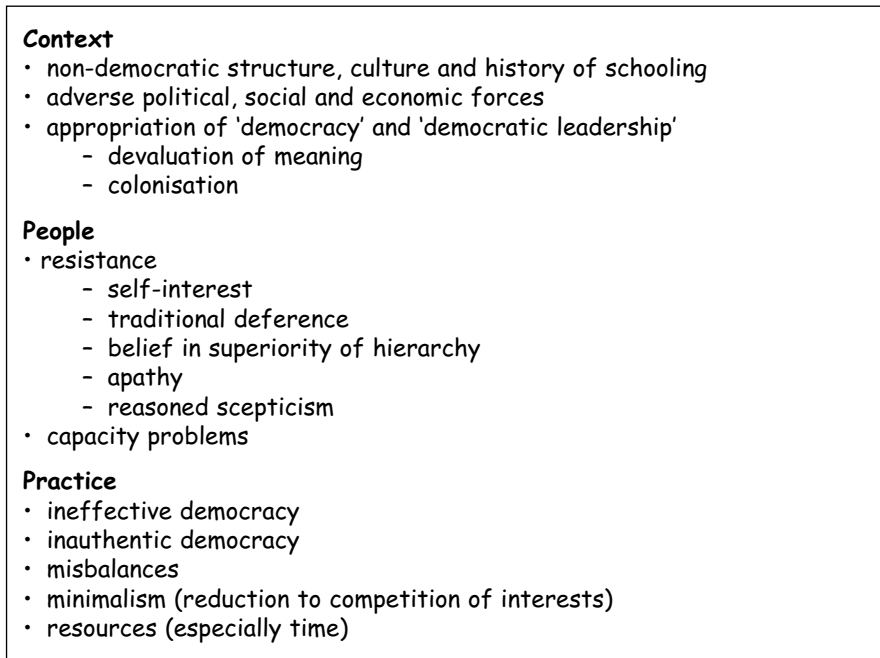 Context
• non-democratic structure, culture and history of schooling
• adverse political, social and economic forces
• appropriation of ‘democracy’ and ‘democratic leadership’
– devaluation of meaning
– colonisation
People
• resistance
– self-interest
– traditional deference
– belief in superiority of hierarchy
– apathy
– reasoned scepticism
• capacity problems
Practice
• ineffective democracy
• inauthentic democracy
• misbalances
• minimalism (reduction to competition of interests)
• resources (especially time)